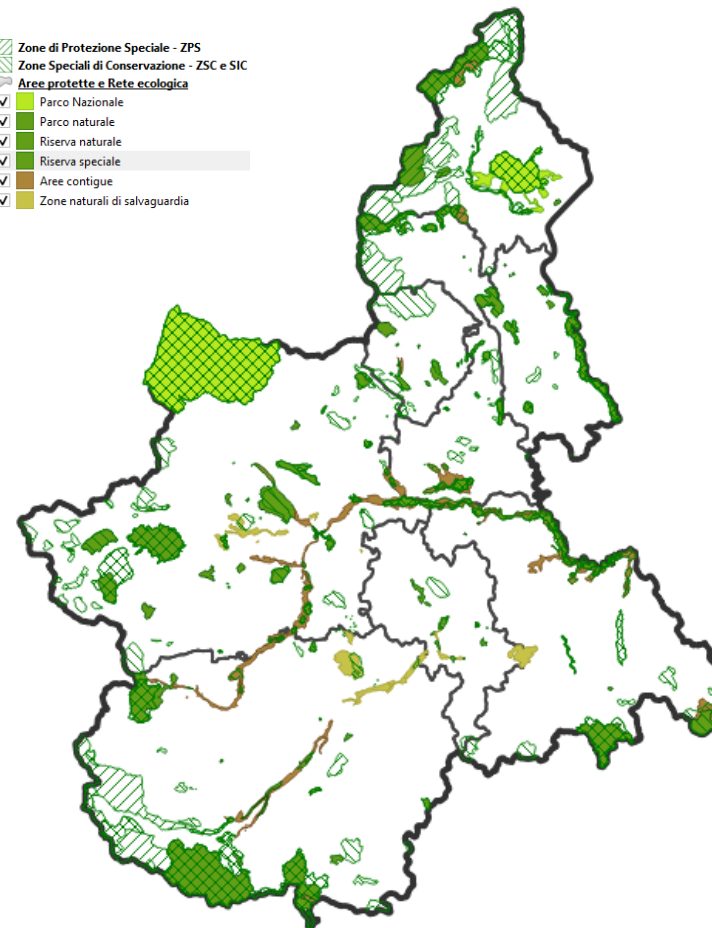 Zone di Protezione Speciale - ZPS
Zone Speciali di Conservazione - ZSC e SIC
Aree protette e Rete ecologica
Parco Nazionale
Parco naturale
Riserva naturale
Riserva speciale
Aree contigue
Zone naturali di salvaguardia